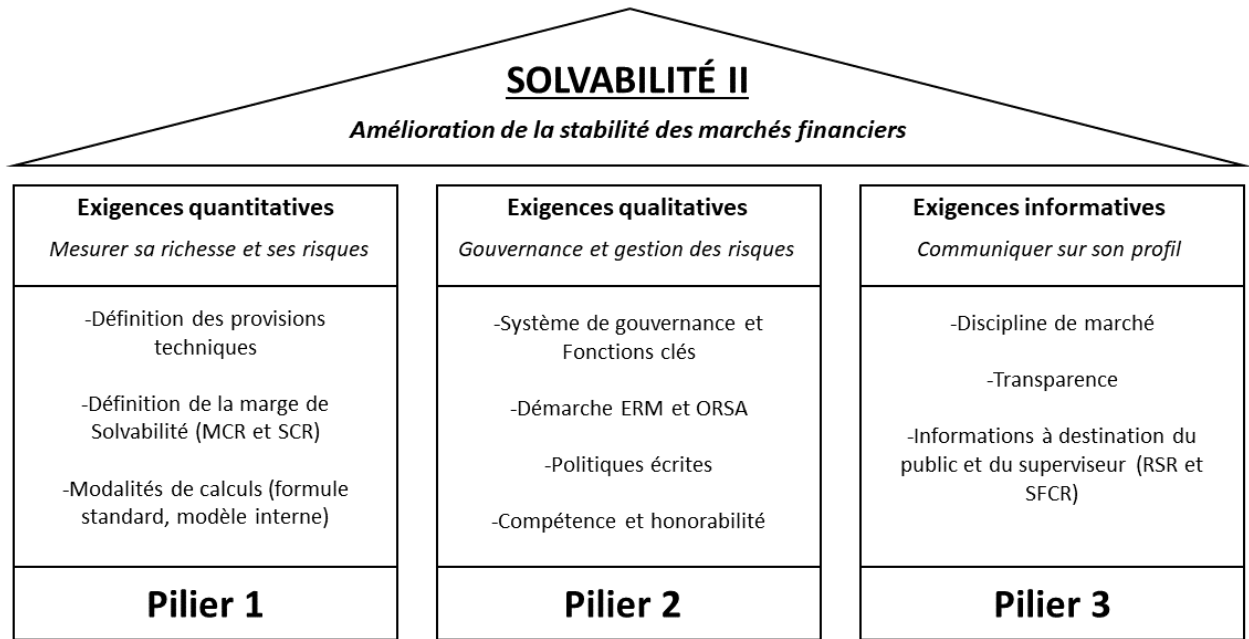 SOLVABILITÉ II
Amélioration de la stabilité des marchés financiers
Exigences quantitatives
Mesurer sa richesse et ses risques
-Définition des provisions
techniques
-Définition de la marge de
Solvabilité (MCR et SCR)
-Modalités de calculs (formule
standard, modèle interne)
Pilier 1
Exigences qualitatives
Gouvernance et gestion des risques
-Système de gouvernance et
Fonctions clés
-Démarche ERM et ORSA
-Politiques écrites
-Compétence et honorabilité
Pilier 2
Exigences informatives
Communiquer sur son profil
-Discipline de marché
-Transparence
-Informations à destination du
public et du superviseur (RSR et
SFCR)
Pilier 3